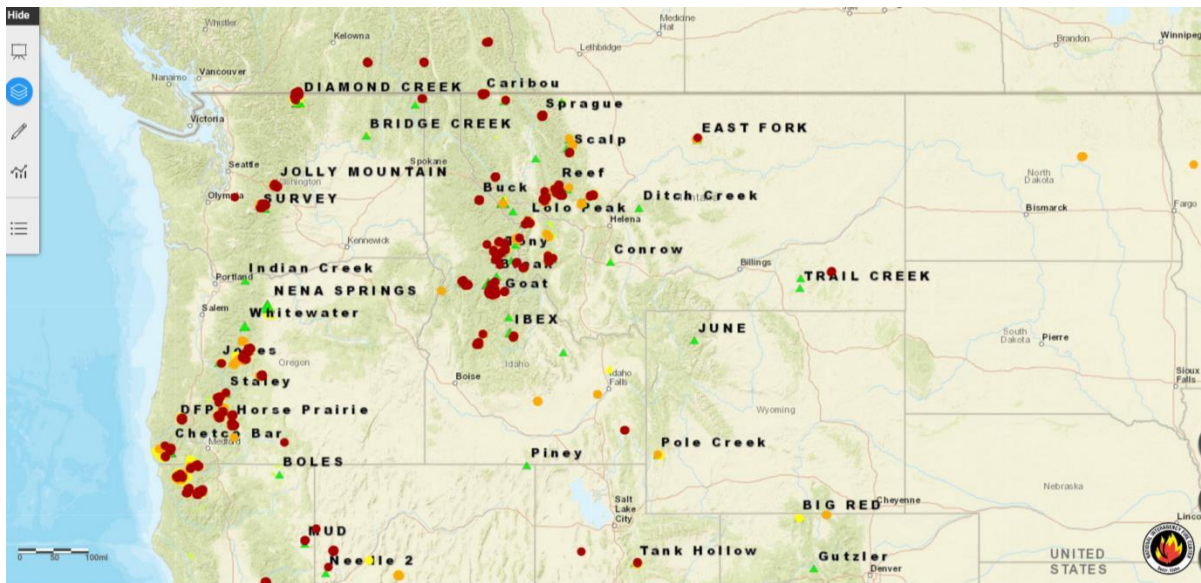 Hide
Whistler
Kelowna
Medicine
Hat
Lethbridge
Brandon
Winnipeg
Nanaimo
Vancouver
Victoria
DIAMOND CREEK
Caribou
Sprague
BRIDGE CREEK
Scalp
EAST FORK
Seattle
Spokane
JOLLY MOUNTAIN
Reef
North
Dakota
Olympia
SURVEY
Buck
Lolo Peak
Ditch Creek
Helena
Bismarck
Fargo
Kennewick
Tony
Conrow
Billings
Portland
Indian Creek
Goat
TRAIL CREEK
NENA SPRINGS
Salem
Whitewater
IBEX
JUNE
South
Dakota
Pierre
Jones
Oregon
Idaho
Boise
Idaho
Falls
Sioux
Falls
Staley
Wyoming
Horse Prairie
Chetco Bar
Medford
Pole Creek
BOLES
Piney
Nebraska
Salt
Lake
City
BIG RED
Cheyenne
MUD
Needle 2
Tank Hollow
Gutzler
Denver
UNITED
STATES
0 50 100mi